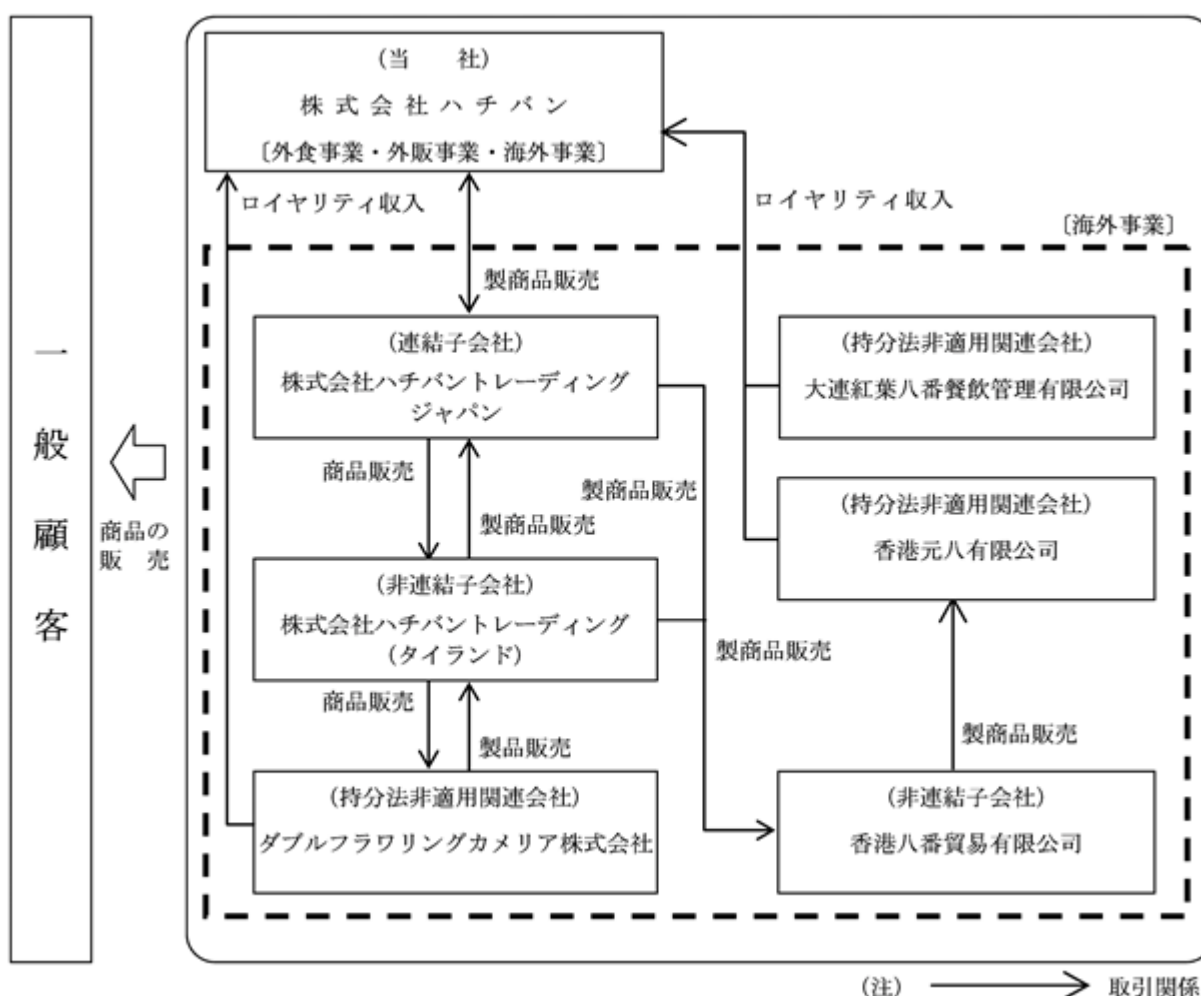 一般顧客
商品の
販　売
（当　　社）
株 式 会 社 ハ チ バ ン
〔外食事業・外販事業・海外事業〕
ロイヤリティ収入
ロイヤリティ収入
〔海外事業〕
製商品販売
（連結子会社）
株式会社ハチバントレーディング
ジャパン
（持分法非適用関連会社）
大連紅葉八番餐飲管理有限公司
商品販売
製商品販売
製商品販売
（持分法非適用関連会社）
香港元八有限公司
（非連結子会社）
株式会社ハチバントレーディング
（タイランド）
製商品販売
商品販売
製品販売
製商品販売
（持分法非適用関連会社）
ダブルフラワリングカメリア株式会社
（非連結子会社）
香港八番貿易有限公司
（注）　取引関係